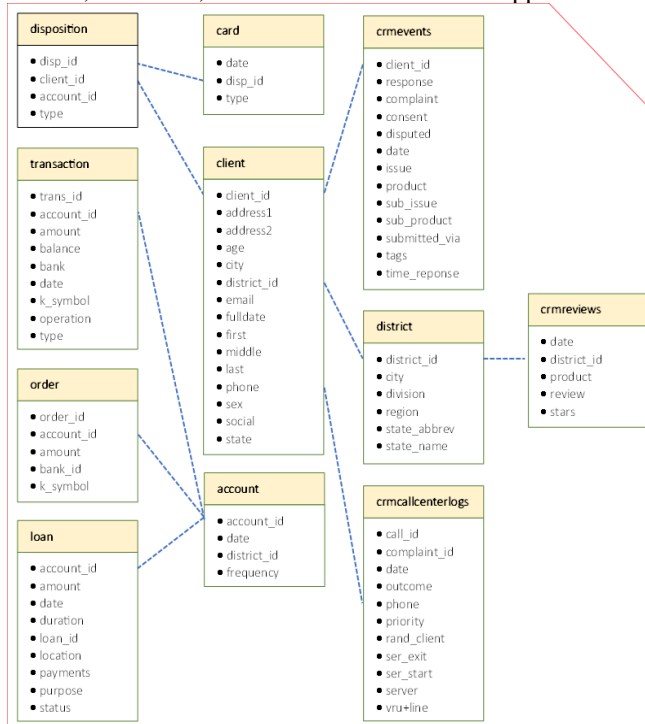 disposition
disp_id
client_id
account_id
type
card
date
disp_id
type
crmevents
client_id
response
complaint
consent
disputed
date
issue
product
sub_issue
sub_product
submitted_via
tags
time_reponse
transaction
trans_id
account_id
amount
balance
bank
date
k_symbol
operation
type
client
client_id
address1
address2
age
city
district_id
email
fulldate
first
middle
last
phone
sex
social
state
district
district_id
city
division
region
state_abbrev
state_name
crmreviews
date
district_id
product
review
stars
order
order_id
account_id
amount
bank_id
k_symbol
account
account_id
date
district_id
frequency
crmcallcenterlogs
call_id
complaint_id
date
outcome
phone
priority
rand_client
ser_exit
ser_start
server
vru+line
loan
account_id
amount
date
duration
loan_id
location
payments
purpose
status